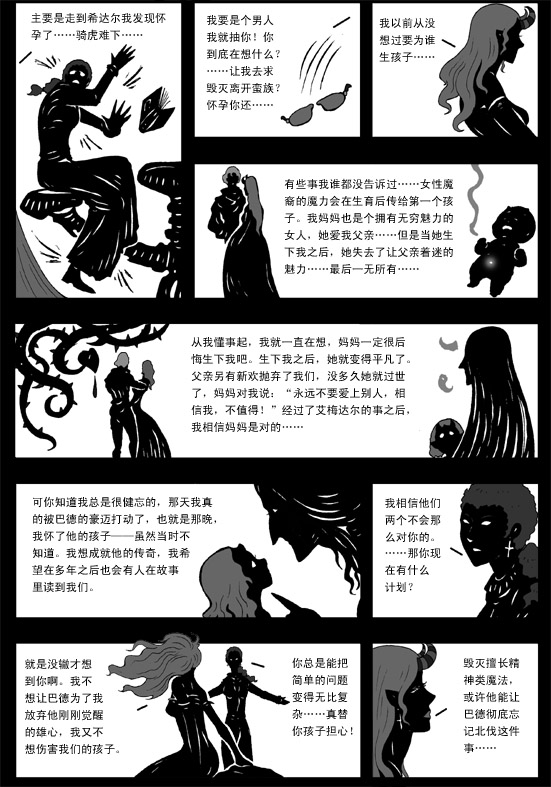 主要是走到希达尔我发现怀
孕了……骑虎难下……
我要是个男人
我就抽你！你
到底在想什么？
……让我去求
毁灭离开蛮族？
怀孕你还……
我以前从没
想过要为谁
生孩子……
有些事我谁都没告诉过……女性魔
裔的魔力会在生育后传给第一个孩
子。我妈妈也是个拥有无穷魅力的
女人，她爱我父亲……但是当她生
下我之后，她失去了让父亲着迷的
魅力……最后一无所有……
从我懂事起，我就一直在想，妈妈一定很后
悔生下我吧。生下我之后，她就变得平凡了。
父亲另有新欢抛弃了我们，没多久她就过世
了，妈妈对我说：“永远不要爱上别人，相
信我，不值得！”经过了艾梅达尔的事之后，
我相信妈妈是对的……
可你知道我总是很健忘的，那天我真
的被巴德的豪迈打动了，也就是那晚，
我怀了他的孩子——虽然当时不
知道。我想成就他的传奇，我希
望在多年之后也会有人在故事
里读到我们。
我相信他们
两个不会那
么对你的。
……那你现
在有什么
计划？
就是没辙才想
到你啊。我不
想让巴德为了我
放弃他刚刚觉醒
的雄心，我又不
想伤害我们的孩子。
你总是能把
简单的问题
变得无比复
杂……真替
你孩子担心！
毁灭擅长精
神类魔法，
或许他能让
巴德彻底忘
记北伐这件
事……